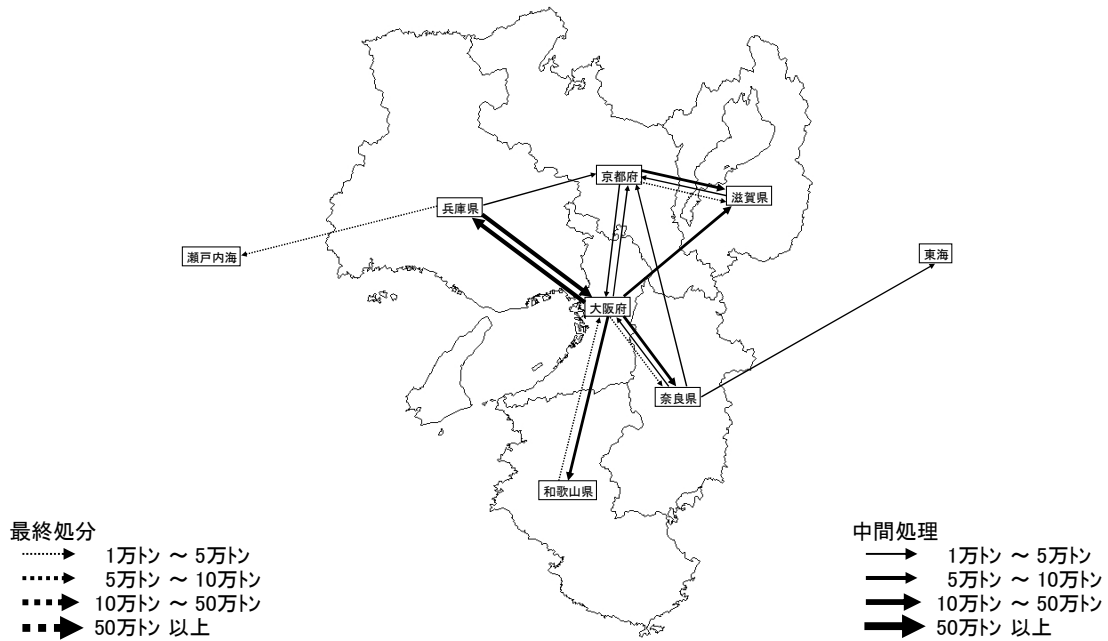 京都府
滋賀県
兵庫県
瀬戸内海
東海
大阪府
奈良県
和歌山県
最終処分
1万トン ~ 5万トン
5万トン ~ 10万トン
10万トン ~ 50万トン
50万トン 以上
中間処理
1万トン ~ 5万トン
5万トン ~ 10万トン
10万トン ~ 50万トン
50万トン 以上